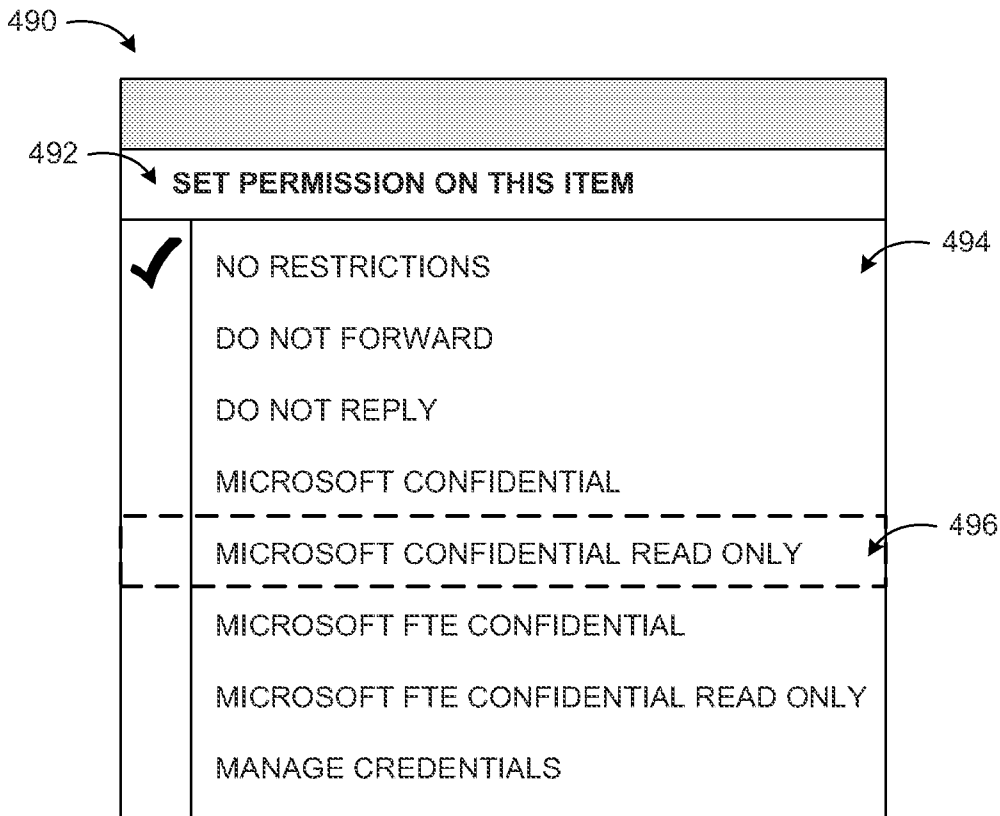 490
492
SET PERMISSION ON THIS ITEM
NO RESTRICTIONS
494
DO NOT FORWARD
DO NOT REPLY
MICROSOFT CONFIDENTIAL
MICROSOFT CONFIDENTIAL READ ONLY
496
MICROSOFT FTE CONFIDENTIAL
MICROSOFT FTE CONFIDENTIAL READ ONLY
MANAGE CREDENTIALS